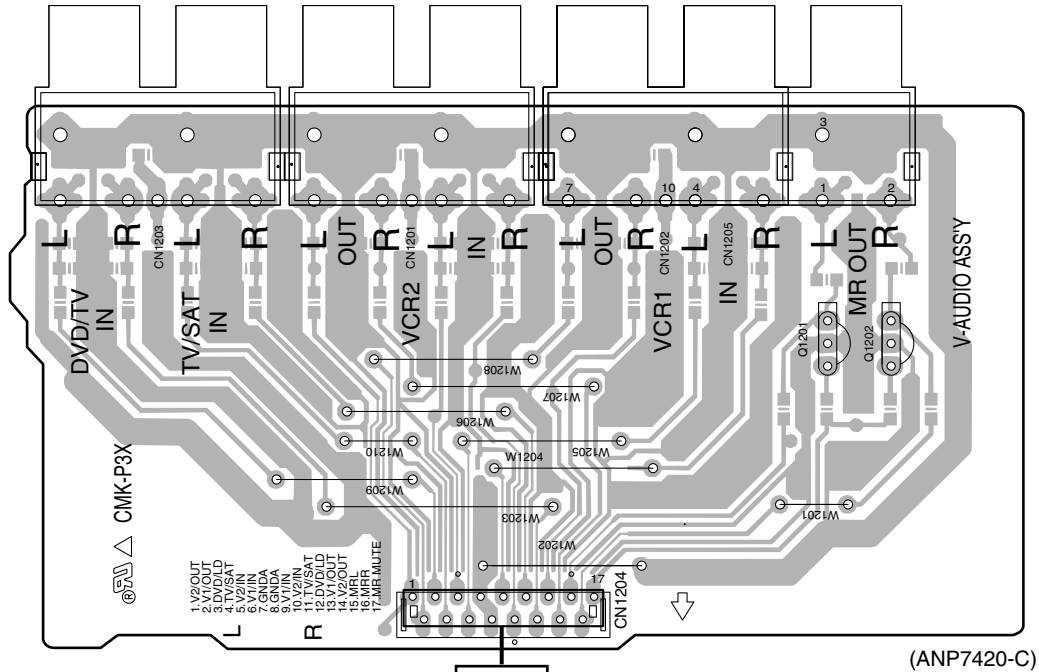 3
7
10
4
1
2
L
R
CN1203
L
R
L
OUT
R
CN1201
L
IN
R
L
OUT
R
CN1202
L
CN1205
IN
R
L
R
MR OUT
DVD/TV
IN
TV/SAT
IN
VCR2
VCR1
Q1201
Q1202
V-AUDIO ASS'Y
W1208
W1207
W1206
W1210
W1205
W1204
W1209
W1203
W1201
W1202
CMK-P3X
1.V2/OUT
2.V1/OUT
3.DVD/LD
4.TV/SAT
5.V2/IN
6.V1/IN
7.GNDA
8.GNDA
9.V1/IN
10.V2/IN
11.TV/SAT
12.DVD/LD
13.V1/OUT
14.V2/OUT
15.MRL
16.MRR
17.MR MUTE
L
R
1
17
CN1204
(ANP7420-C)